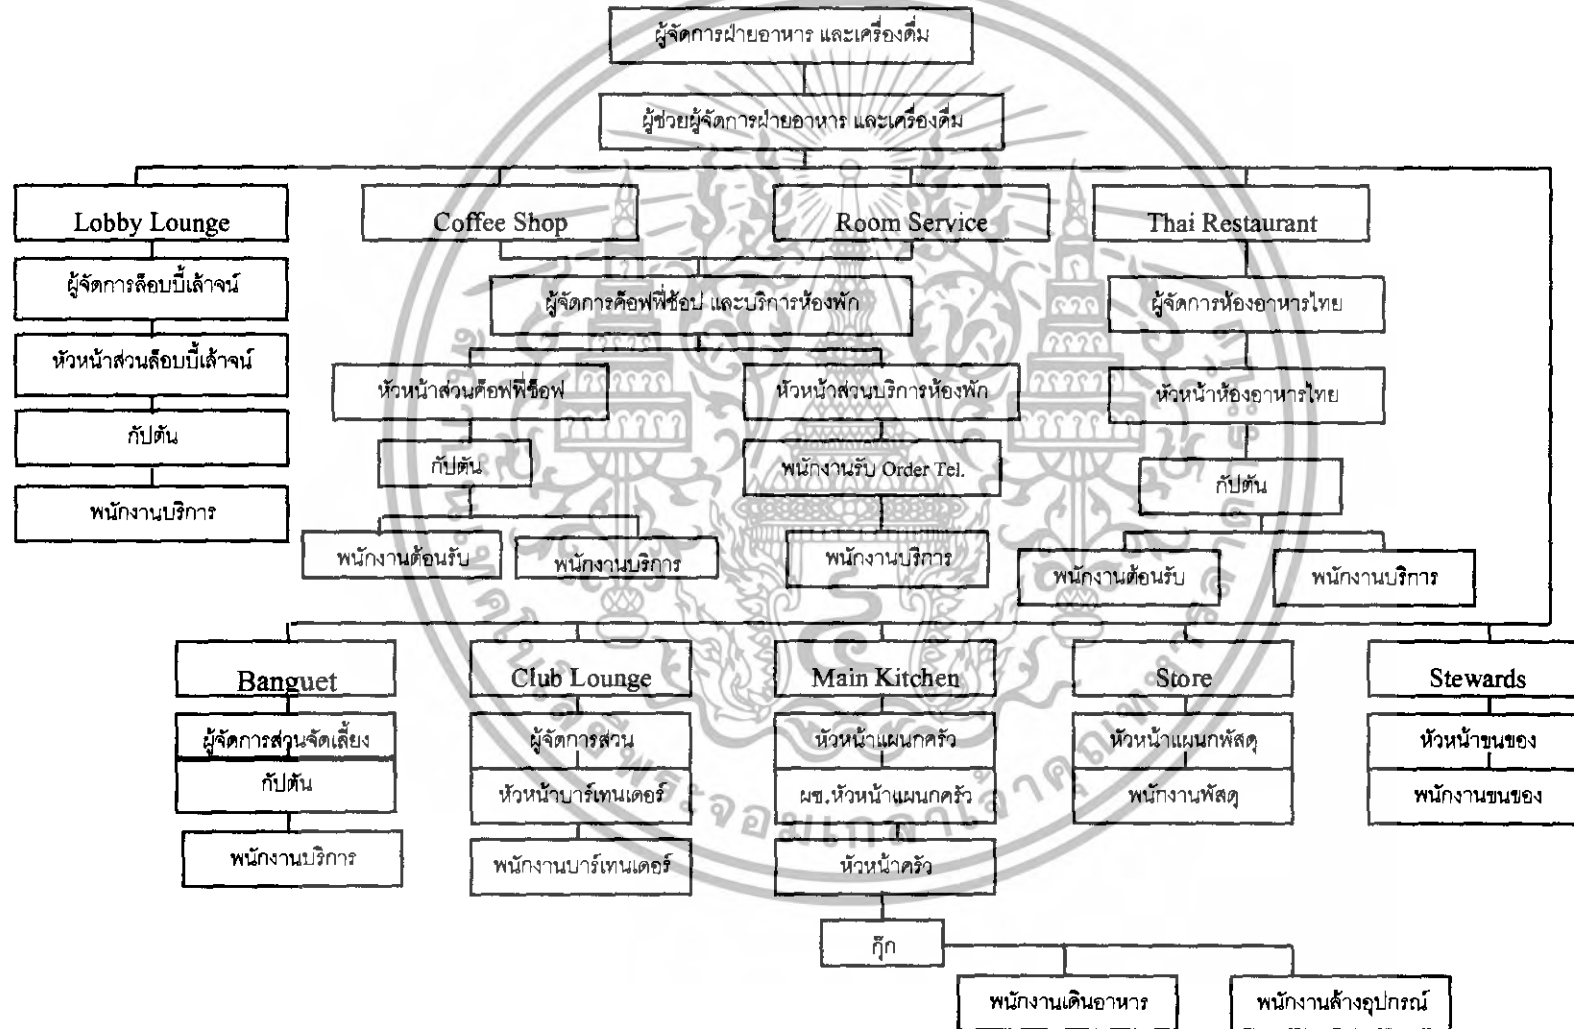 ผู้จัดการฝ่ายอาหาร และเครื่องดื่ม
ผู้ช่วยผู้จัดการฝ่ายอาหาร และเครื่องดื่ม
Lobby Lounge
Coffee Shop
Room Service
Thai Restaurant
ผู้จัดการล็อบบี้เล้าจน์
ผู้จัดการค็อฟฟี่ช้อป และบริการห้องพัก
ผู้จัดการห้องอาหารไทย
หัวหน้าส่วนล็อบบี้เล้าจน์
หัวหน้าส่วนค็อฟฟี่ช็อฟ
หัวหน้าส่วนบริการห้องพัก
หัวหน้าห้องอาหารไทย
กัปตัน
กัปตัน
พนักงานรับ Order Tel.
กัปตัน
พนักงานบริการ
พนักงานต้อนรับ
พนักงานบริการ
พนักงานบริการ
พนักงานต้อนรับ
พนักงานบริการ
Banguet
Club Lounge
Main Kitchen
Store
Stewards
ผู้จัดการส่วนจัดเลี้ยง
ผู้จัดการส่วน
หัวหน้าแผนกครัว
หัวหน้าแผนกพัสดุ
หัวหน้าขนของ
กัปตัน
หัวหน้าบาร์เทนเดอร์
ผช.หัวหน้าแผนกครัว
พนักงานพัสดุ
พนักงานขนของ
พนักงานบริการ
พนักงานบาร์เทนเดอร์
หัวหน้าครัว
กุ๊ก
พนักงานเดินอาหาร
พนักงานล้างอุปกรณ์